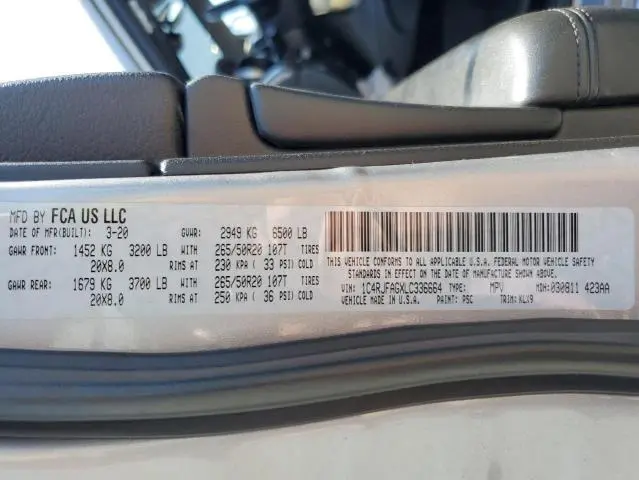 MFD BY FCA US LLC
DATE OF MFR(BUILT): 3-20 GVWR: 2949 KG 6500 LB
GAWR FRONT: 1452 KG 3200 LB WITH 265/50R20 107T TIRES
20X8.0 RIMS AT 230 KPA ( 33 PSI) COLD
GAWR REAR: 1679 KG 3700 LB WITH 265/50R20 107T TIRES
20X8.0 RIMS AT 250 KPA ( 36 PSI) COLD
THIS VEHICLE CONFORMS TO ALL APPLICABLE U.S.A. FEDERAL MOTOR VEHICLE SAFETY
STANDARDS IN EFFECT ON THE DATE OF MANUFACTURE SHOWN ABOVE.
VIN: 1C4RJFAGXLC336664 TYPE: MPV MDH:030811 423AA
VEHICLE MADE IN U.S.A. PAINT: PSC TRIM: KLX9